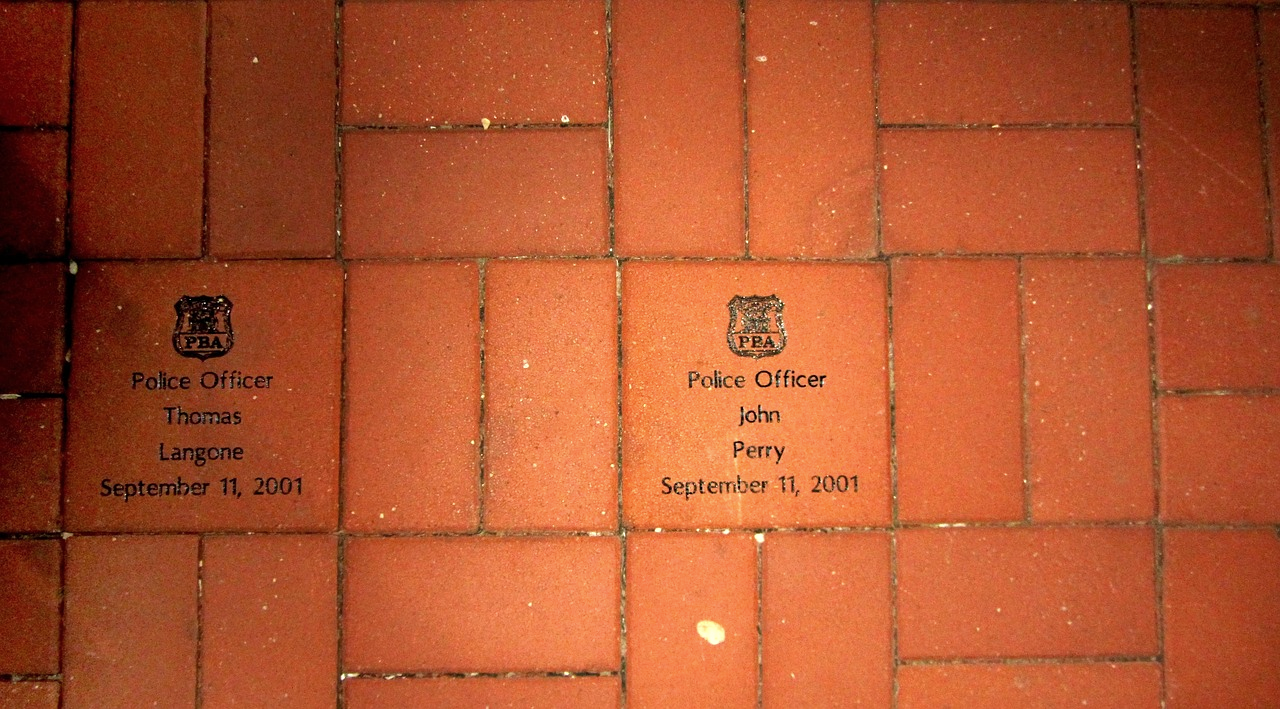 PBA
Police Officer
Thomas
Langone
September 11, 2001
PBA
Police Officer
John
Perry
September 11, 2001